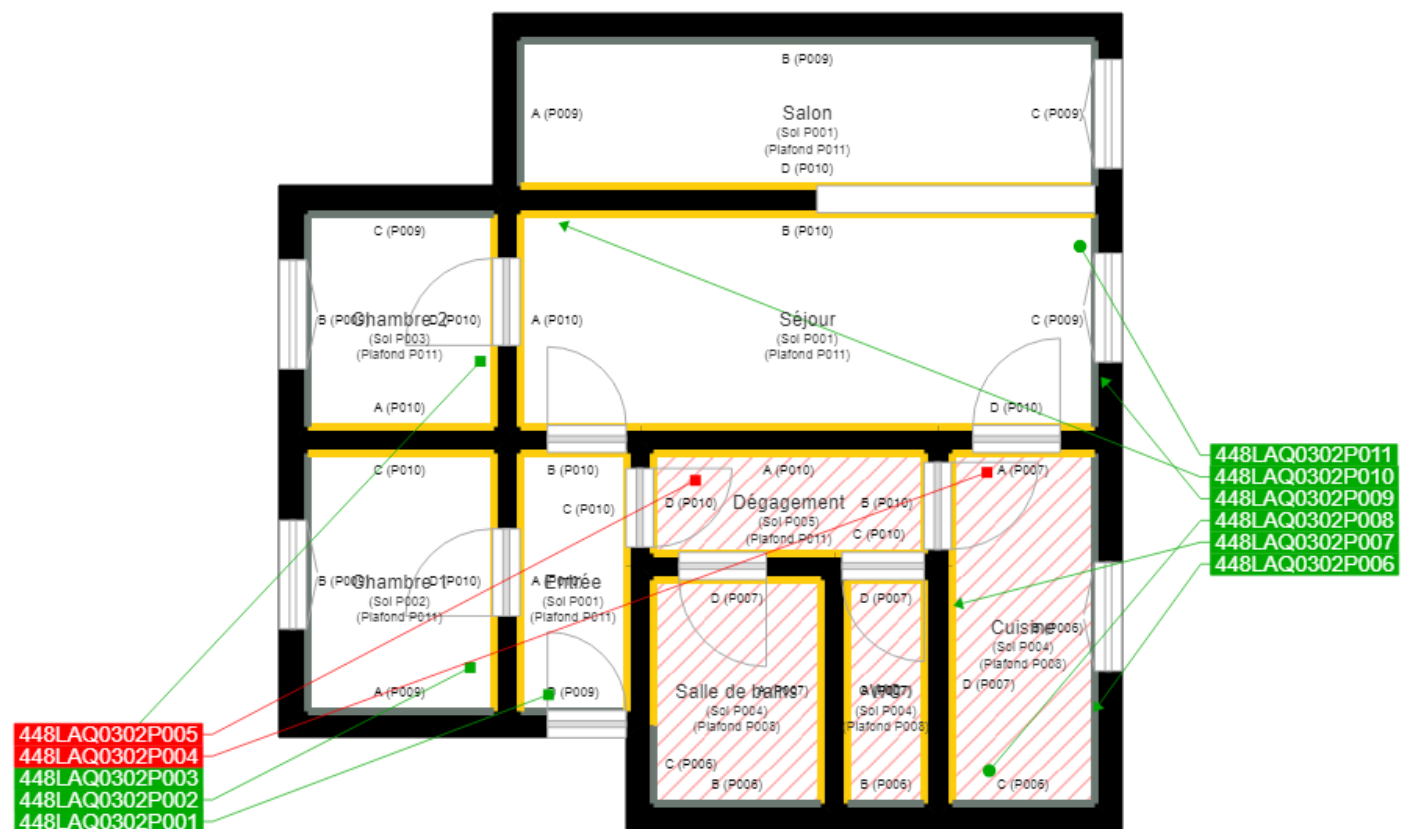 B (P009)
A (P009)
Salon
C (P009)
(Sol P001)
(Plafond P011)
D (P010)
C (P009)
B (P010)
Chambre 2
D (P010)
A (P010)
Séjour
C (P009)
(Sol P003)
(Plafond P011)
(Sol P001)
(Plafond P011)
A (P010)
D (P010)
C (P010)
B (P010)
C (P010)
A (P010)
D (P010)
Dégagement
B (P010)
(Sol P005)
(Plafond P011)
C (P010)
A (P007)
448LAQ0302P011
448LAQ0302P010
448LAQ0302P009
448LAQ0302P008
448LAQ0302P007
448LAQ0302P006
Chambre 1
D (P010)
Entrée
(Sol P002)
(Plafond P011)
(Sol P001)
(Plafond P011)
A (P009)
D (P009)
D (P007)
D (P007)
Cuisine
(Sol P004)
(Plafond P008)
D (P007)
Salle de bains
(Sol P004)
(Plafond P008)
(Sol P004)
(Plafond P008)
C (P006)
B (P006)
B (P006)
C (P006)
448LAQ0302P005
448LAQ0302P004
448LAQ0302P003
448LAQ0302P002
448LAQ0302P001